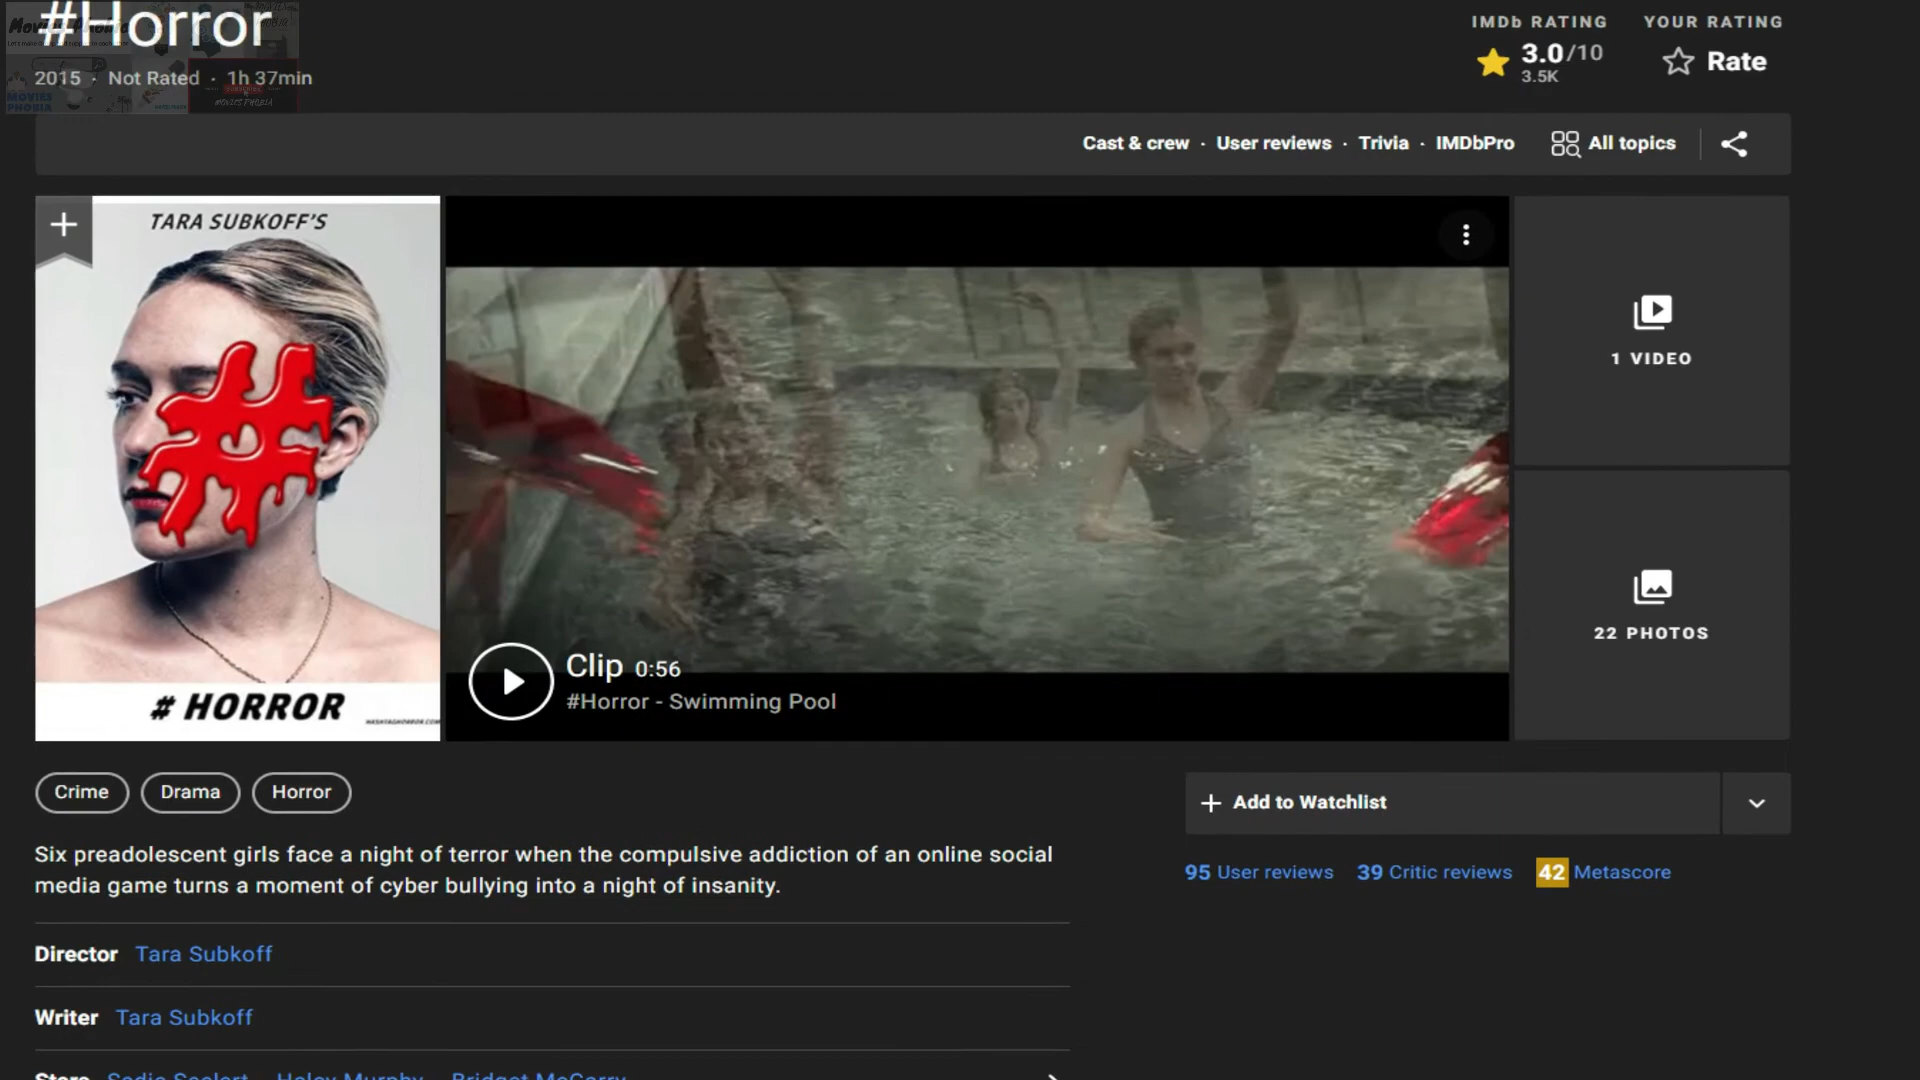 #Horror
IMDb RATING
YOUR RATING
2015 · Not Rated · 1h 37min
3.0/10
3.5K
Rate
Cast & crew · User reviews · Trivia · IMDbPro
All topics
TARA SUBKOFF'S
# HORROR
Clip 0:56
#Horror - Swimming Pool
1 VIDEO
22 PHOTOS
Crime
Drama
Horror
Add to Watchlist
Six preadolescent girls face a night of terror when the compulsive addiction of an online social
media game turns a moment of cyber bullying into a night of insanity.
95 User reviews 39 Critic reviews 42 Metascore
Director Tara Subkoff
Writer Tara Subkoff